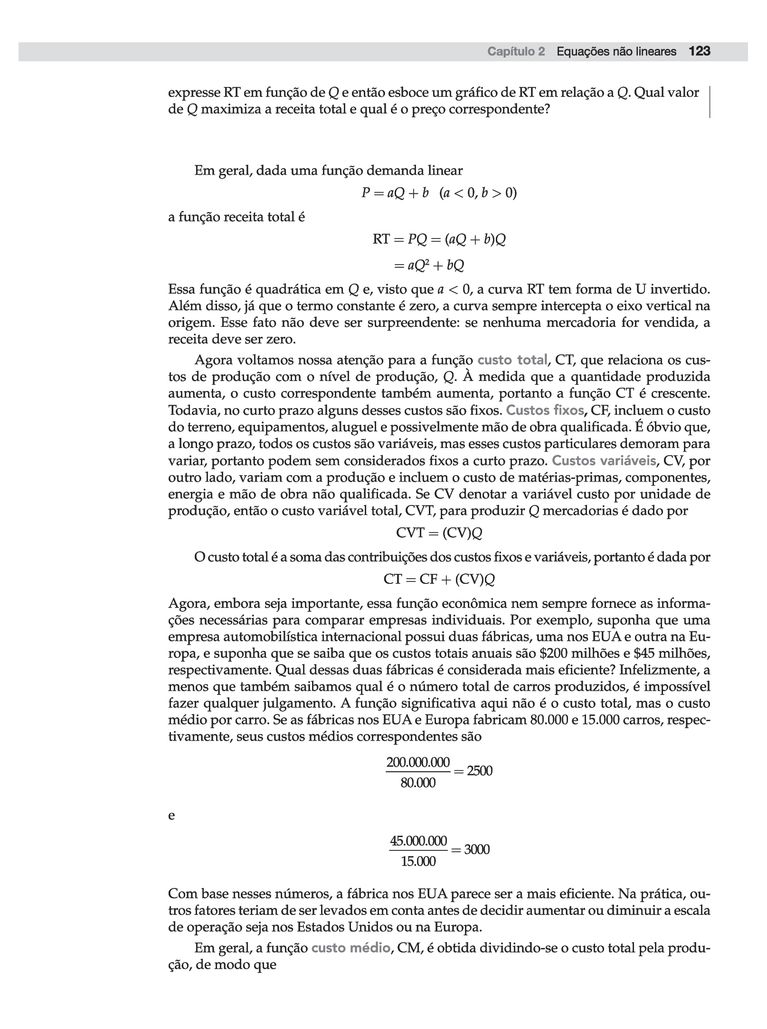 Capítulo 2 Equações não lineares 123
expresse RT em função de Q e então esboce um gráfico de RT em relação a Q. Qual valor
de Q maximiza a receita total e qual é o preço correspondente?
Em geral, dada uma função demanda linear
P = aQ + b (a < 0, b > 0)
a função receita total é
RT = PQ = (aQ + b)Q
= aQ² + bQ
Essa função é quadrática em Q e, visto que a < 0, a curva RT tem forma de U invertido.
Além disso, já que o termo constante é zero, a curva sempre intercepta o eixo vertical na
origem. Esse fato não deve ser surpreendente: se nenhuma mercadoria for vendida, a
receita deve ser zero.
Agora voltamos nossa atenção para a função custo total, CT, que relaciona os cus-
tos de produção com o nível de produção, Q. À medida que a quantidade produzida
aumenta, o custo correspondente também aumenta, portanto a função CT é crescente.
Todavia, no curto prazo alguns desses custos são fixos. Custos fixos, CF, incluem o custo
do terreno, equipamentos, aluguel e possivelmente mão de obra qualificada. É óbvio que,
a longo prazo, todos os custos são variáveis, mas esses custos particulares demoram para
variar, portanto podem sem considerados fixos a curto prazo. Custos variáveis, CV, por
outro lado, variam com a produção e incluem o custo de matérias-primas, componentes,
energia e mão de obra não qualificada. Se CV denotar a variável custo por unidade de
produção, então o custo variável total, CVT, para produzir Q mercadorias é dado por
CVT = (CV)Q
O custo total é a soma das contribuições dos custos fixos e variáveis, portanto é dada por
CT = CF + (CV)Q
Agora, embora seja importante, essa função econômica nem sempre fornece as informa-
ções necessárias para comparar empresas individuais. Por exemplo, suponha que uma
empresa automobilística internacional possui duas fábricas, uma nos EUA e outra na Eu-
ropa, e suponha que se saiba que os custos totais anuais são $200 milhões e $45 milhões,
respectivamente. Qual dessas duas fábricas é considerada mais eficiente? Infelizmente, a
menos que também saibamos qual é o número total de carros produzidos, é impossível
fazer qualquer julgamento. A função significativa aqui não é o custo total, mas o custo
médio por carro. Se as fábricas nos EUA e Europa fabricam 80.000 e 15.000 carros, respec-
tivamente, seus custos médios correspondentes são
200.000.000
= 2500
80.000
e
45.000.000
= 3000
15.000
Com base nesses números, a fábrica nos EUA parece ser a mais eficiente. Na prática, ou-
tros fatores teriam de ser levados em conta antes de decidir aumentar ou diminuir a escala
de operação seja nos Estados Unidos ou na Europa.
Em geral, a função custo médio, CM, é obtida dividindo-se o custo total pela produ-
ção, de modo que